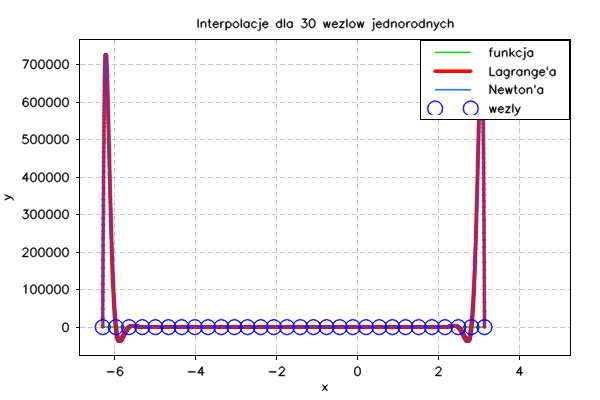 Interpolacje dla 30 wezlow jednorodnych
funkcja
Lagrange'a
Newton'a
wezly
700000
600000
500000
400000
300000
200000
100000
0
y
−6 −4 −2 0 2 4
x